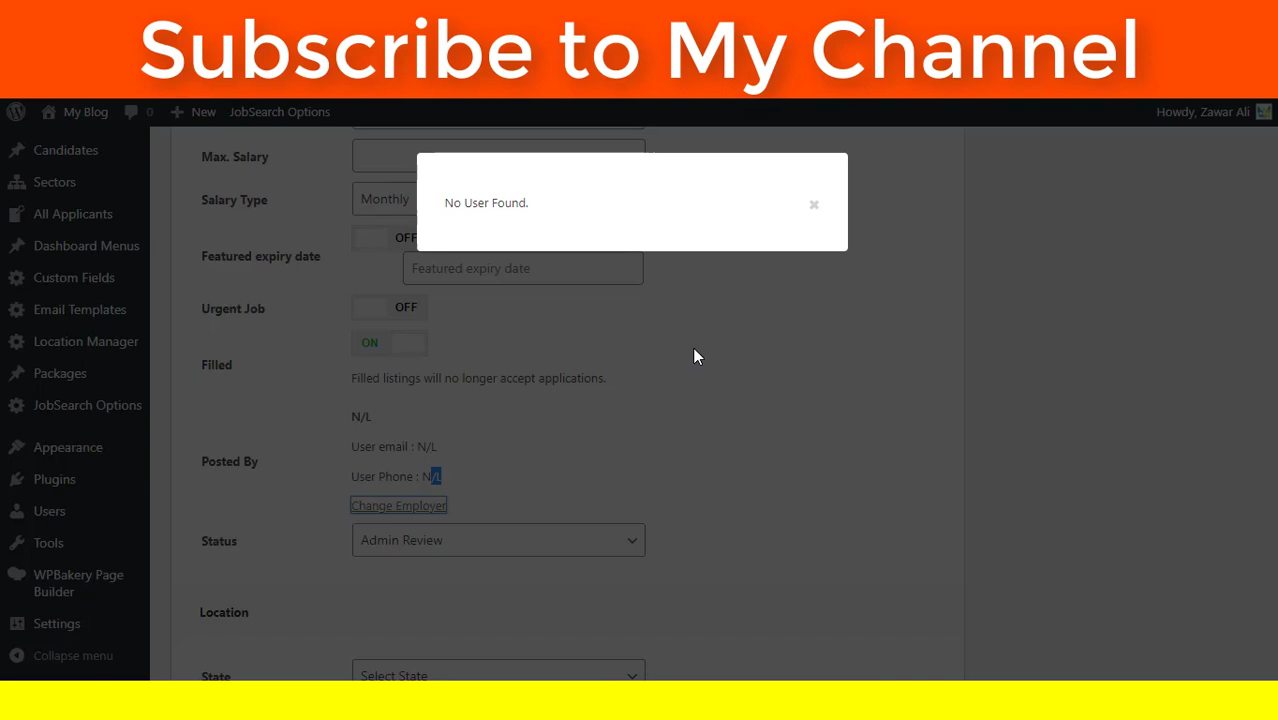 Subscribe to My Channel
My Blog 0 New JobSearch Options Howdy, Zawar Ali
Candidates
Sectors
All Applicants
Dashboard Menus
Custom Fields
Email Templates
Location Manager
Packages
JobSearch Options
Appearance
Plugins
Users
Tools
WPBakery Page
Builder
Settings
Collapse menu
Max. Salary
Salary Type Monthly
No User Found.
OFF
Featured expiry date
Featured expiry date
Urgent Job OFF
ON
Filled
Filled listings will no longer accept applications.
N/L
User email : N/L
Posted By
User Phone : N/L
Change Employer
Status Admin Review
Location
State Select State